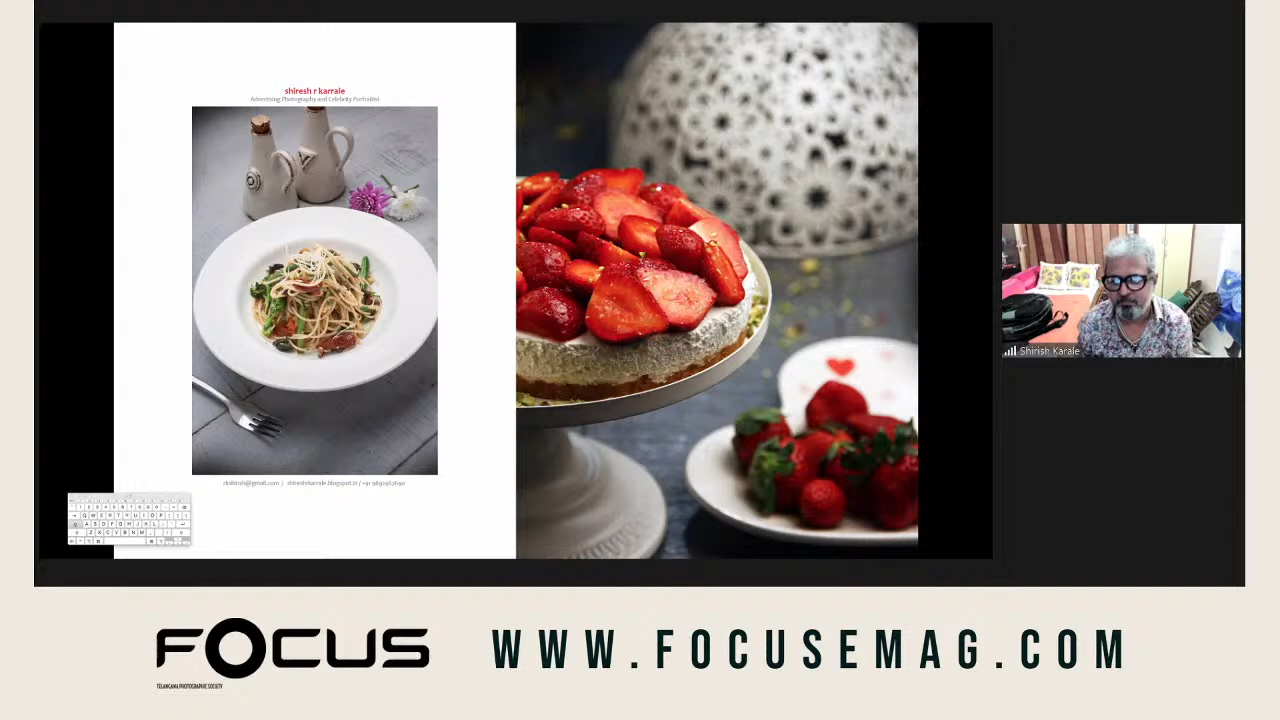 shiresh r karrale
Advertising Photography and Celebrity Portraitist
Shirish Karale
FOCUS
TELANGANA PHOTOGRAPHIC SOCIETY
WWW.FOCUSEMAG.COM